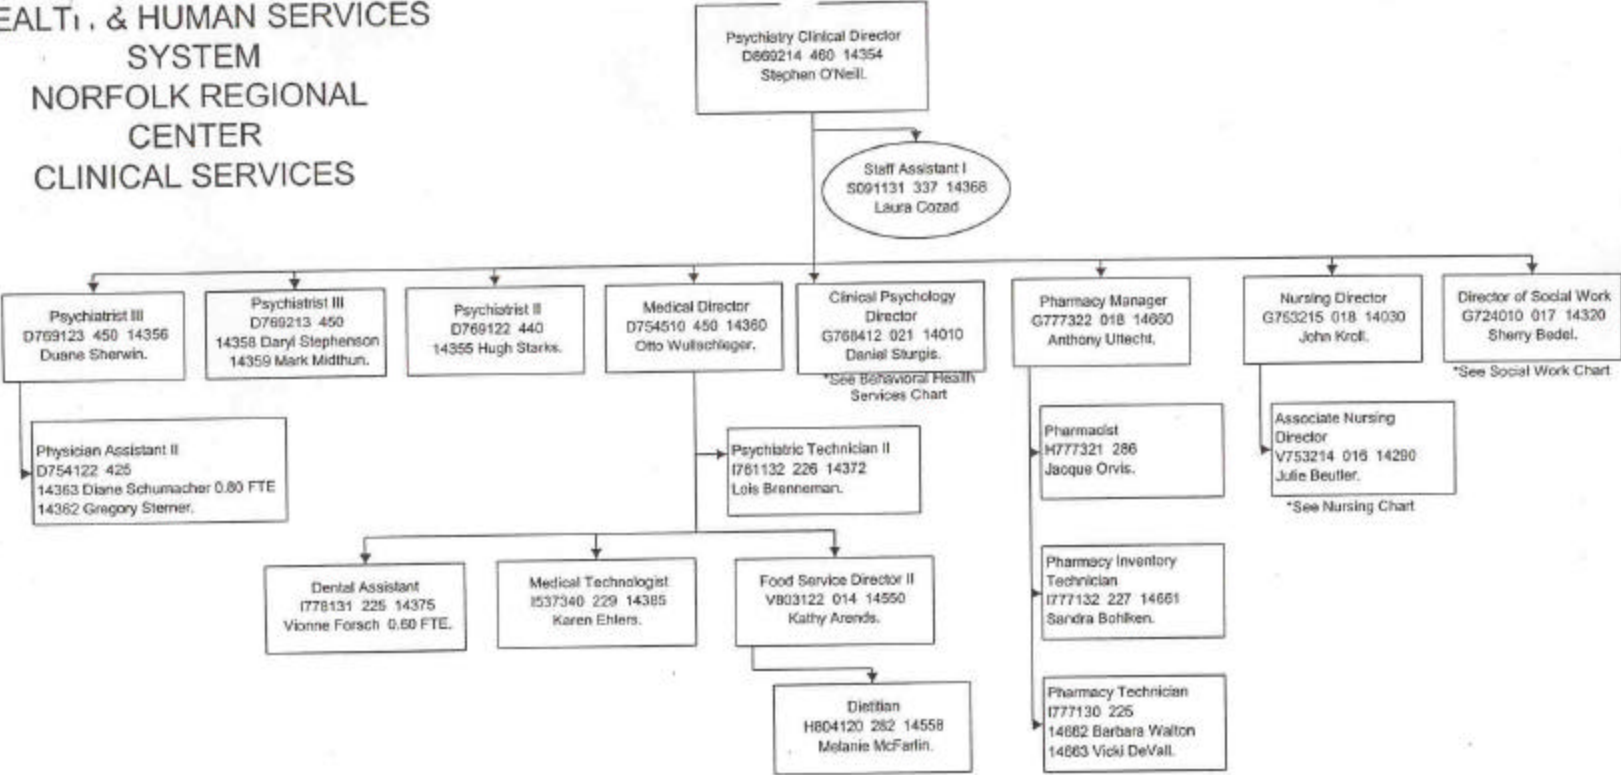 EALTH & HUMAN SERVICES
SYSTEM
NORFOLK REGIONAL
CENTER
CLINICAL SERVICES
Psychiatry Clinical Director
D869214 460 14354
Stephen O'Neill.
Staff Assistant I
S091131 337 14368
Laura Cozad
Psychiatrist III
D769123 450 14356
Duane Sherwin.
Psychiatrist III
D769213 450
14358 Daryl Stephenson
14359 Mark Midthun.
Psychiatrist II
D769122 440
14355 Hugh Starks.
Medical Director
D754510 450 14360
Otto Wullschleger.
Clinical Psychology
Director
G768412 021 14010
Daniel Sturgis.
*See Behavioral Health
Services Chart
Pharmacy Manager
G777322 018 14660
Anthony Uttecht.
Nursing Director
G753215 018 14030
John Kroll.
Director of Social Work
G724010 017 14320
Sherry Bedel.
*See Social Work Chart
Physician Assistant II
D754122 425
14363 Diane Schumacher 0.80 FTE
14362 Gregory Sterner.
Psychiatric Technician II
I761132 226 14372
Lois Brenneman.
Pharmacist
H777321 286
Jacque Orvis.
Associate Nursing
Director
V753214 016 14290
Julie Beutler.
*See Nursing Chart
Dental Assistant
I778131 225 14375
Vionne Forsch 0.60 FTE.
Medical Technologist
I537340 229 14385
Karen Ehlers.
Food Service Director II
V803122 014 14550
Kathy Arends.
Pharmacy Inventory
Technician
I777132 227 14661
Sandra Bohlken.
Dietitian
H804120 282 14558
Melanie McFarlin.
Pharmacy Technician
I777130 225
14662 Barbara Walton
14663 Vicki DeVall.